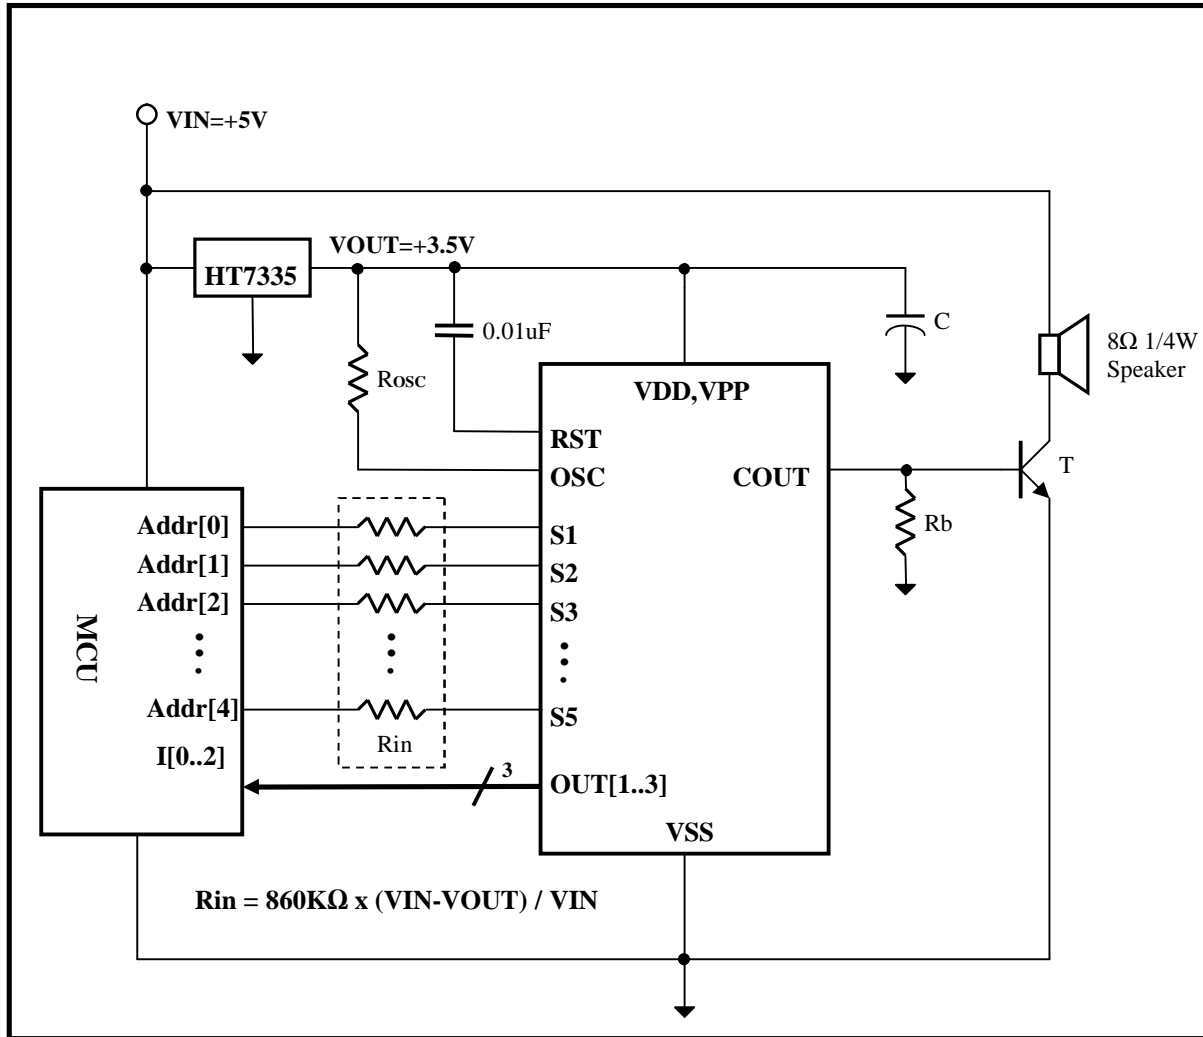 VIN=+5V
VOUT=+3.5V
HT7335
0.01uF
C
8Ω 1/4W
Speaker
Rosc
VDD,VPP
RST
OSC
COUT
T
Rb
MCU
Addr[0]
S1
Addr[1]
S2
Addr[2]
S3
Addr[4]
S5
Rin
I[0..2]
3
OUT[1..3]
VSS
Rin = 860KΩ x (VIN-VOUT) / VIN